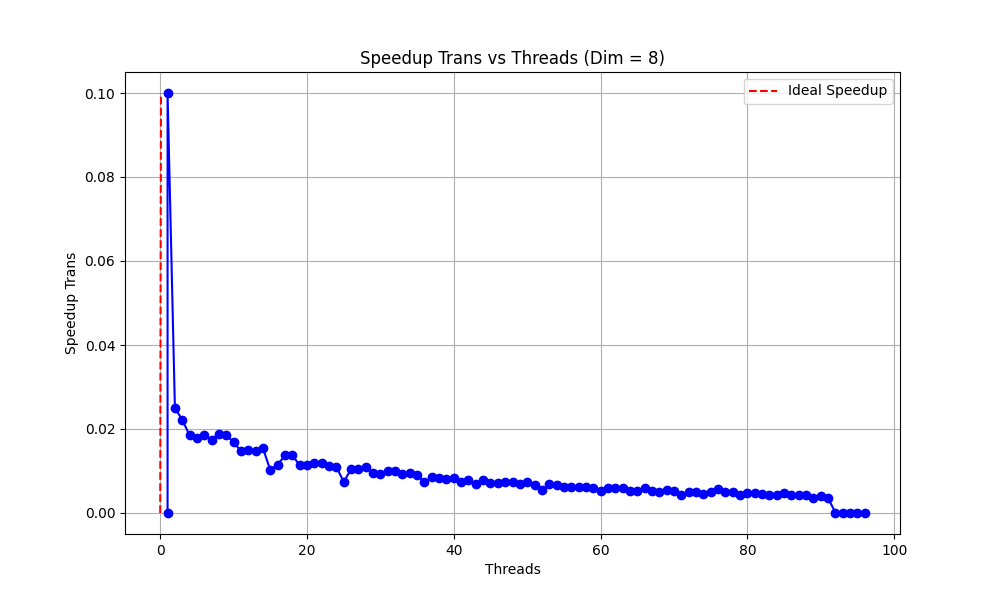 Speedup Trans vs Threads (Dim = 8)
Ideal Speedup
Speedup Trans
0.10
0.08
0.06
0.04
0.02
0.00
0 20 40 60 80 100
Threads